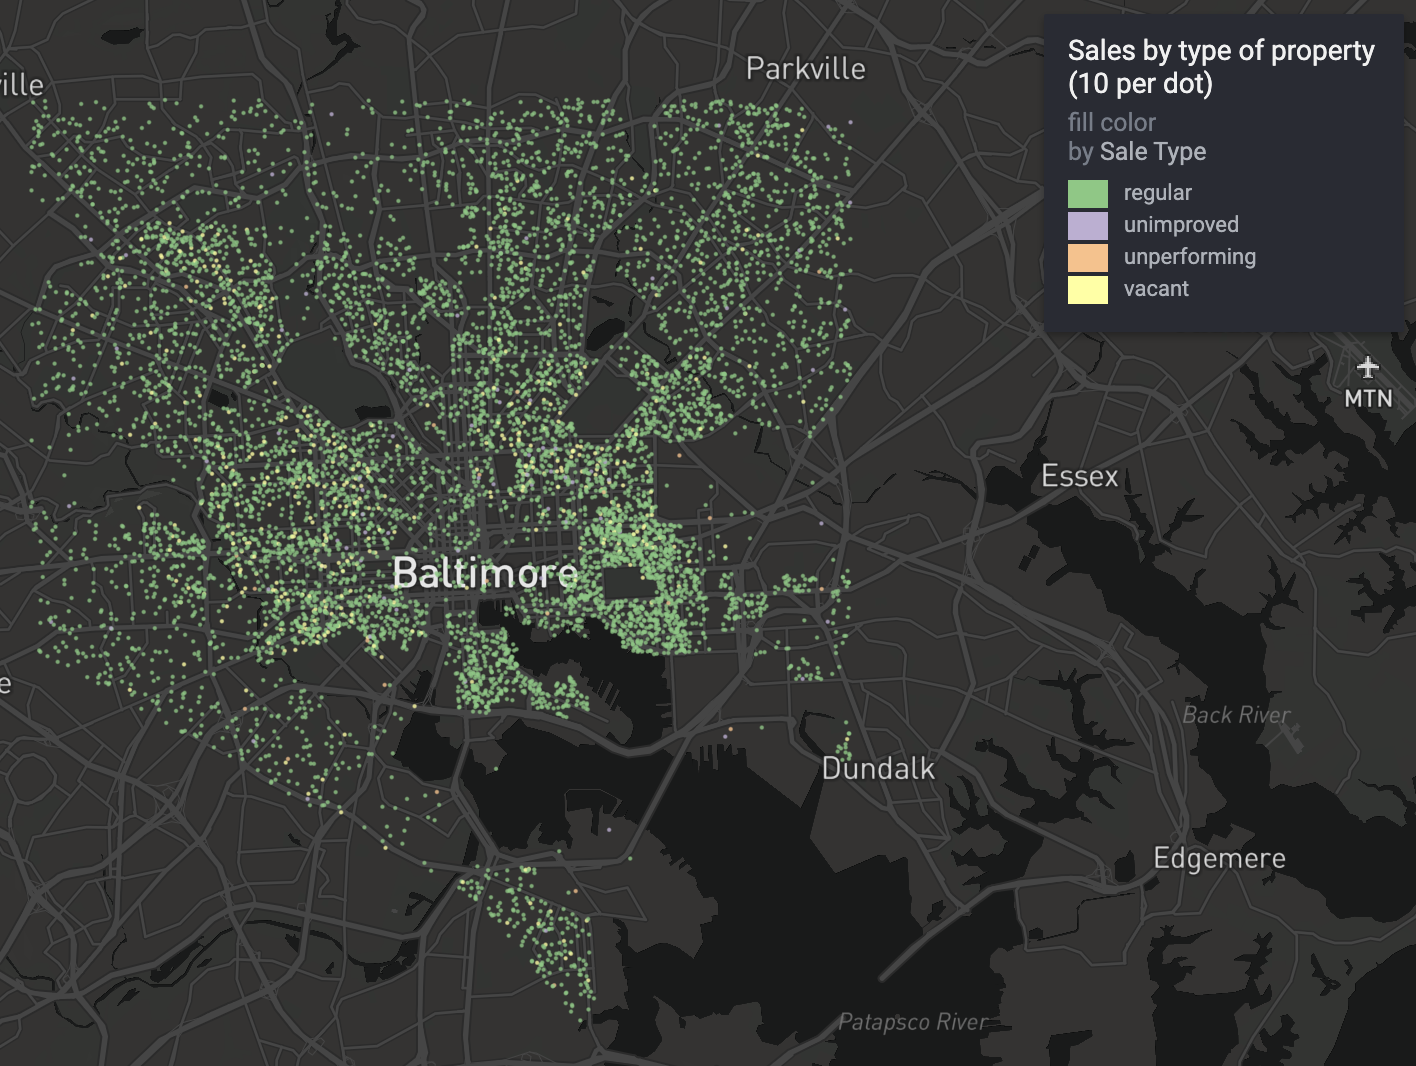 Parkville
ville
Sales by type of property
(10 per dot)
fill color
by Sale Type
regular
unimproved
unperforming
vacant
MTN
Essex
Baltimore
e
Back River
Dundalk
Edgemere
Patapsco River